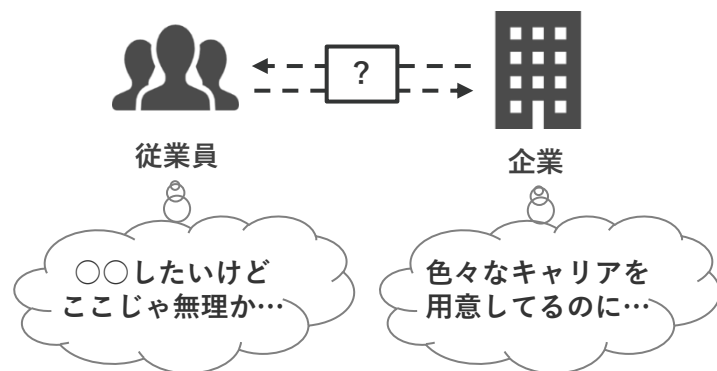 ?
従業員
企業
○○したいけど
ここじゃ無理か…
色々なキャリアを
用意してるのに…